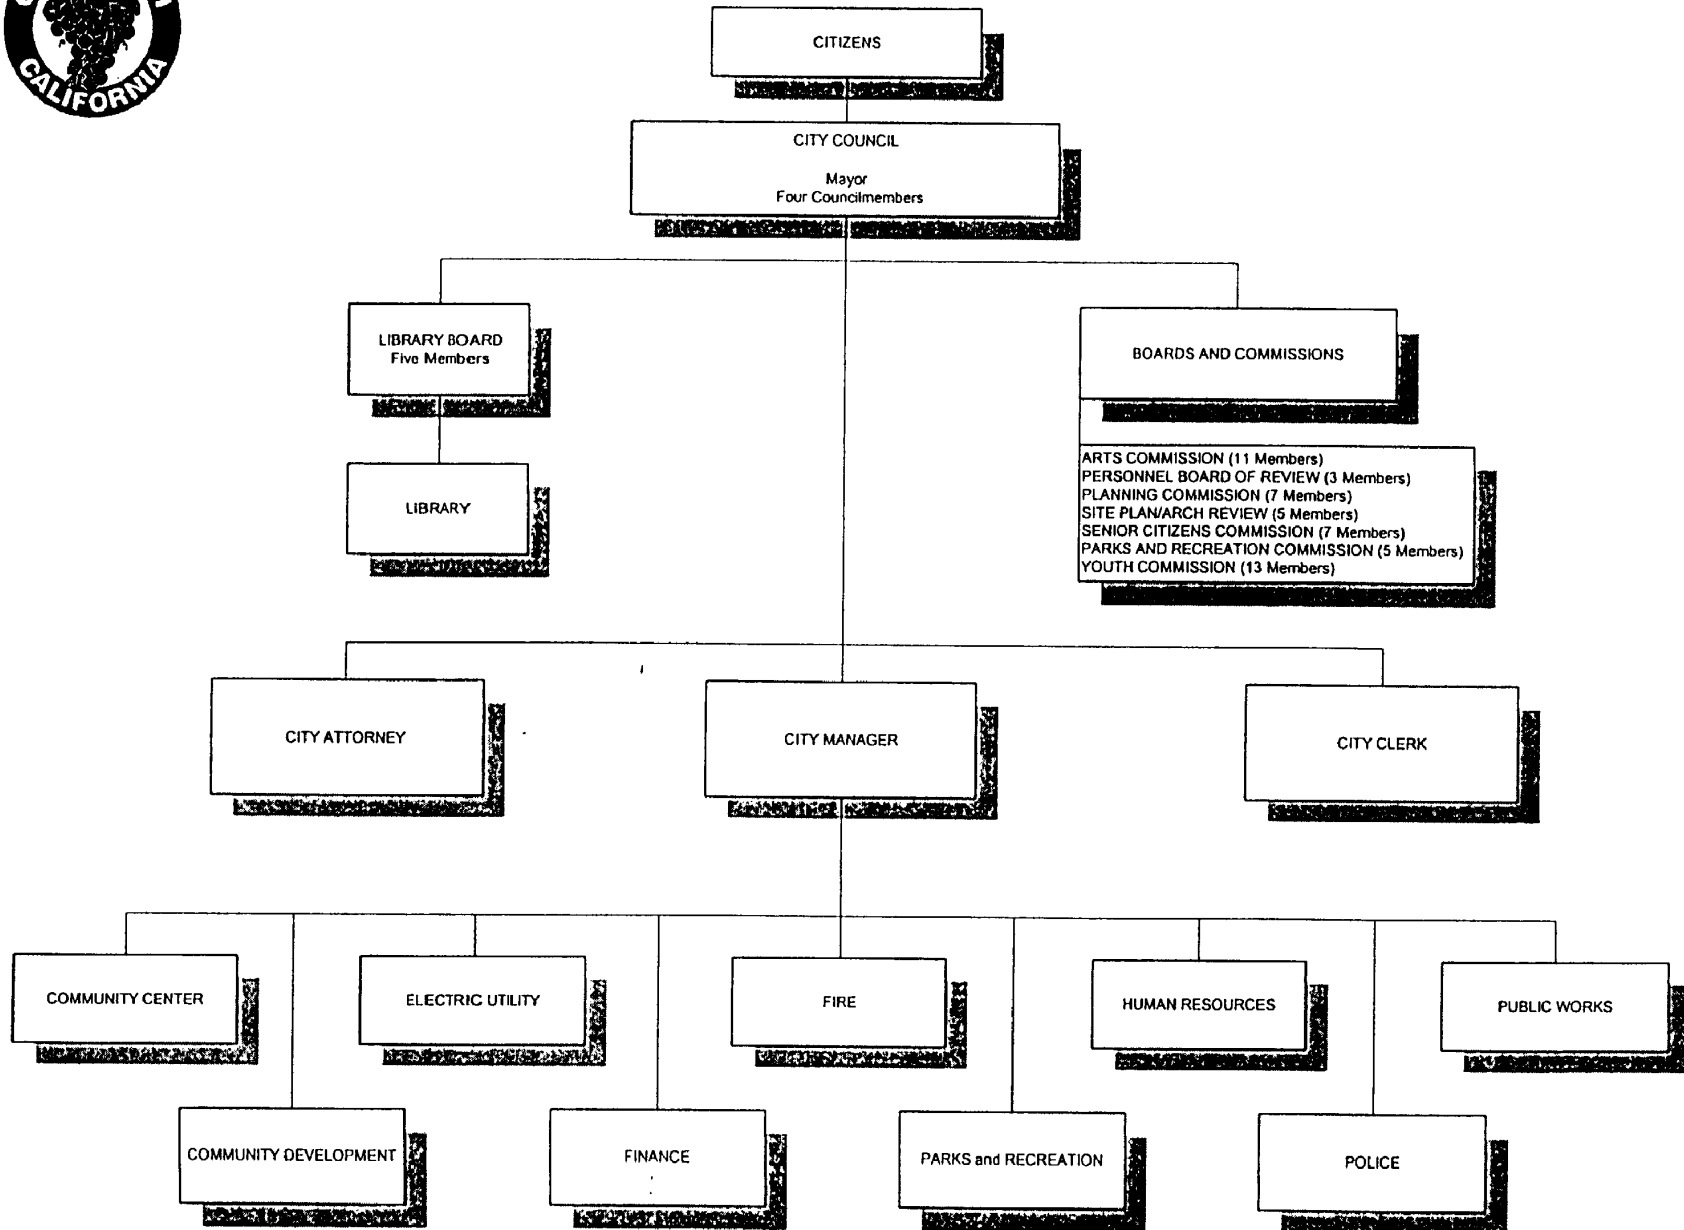 CALIFORNIA
CITIZENS
CITY COUNCIL
Mayor
Four Councilmembers
LIBRARY BOARD
Five Members
BOARDS AND COMMISSIONS
LIBRARY
ARTS COMMISSION (11 Members)
PERSONNEL BOARD OF REVIEW (3 Members)
PLANNING COMMISSION (7 Members)
SITE PLAN/ARCH REVIEW (5 Members)
SENIOR CITIZENS COMMISSION (7 Members)
PARKS AND RECREATION COMMISSION (5 Members)
YOUTH COMMISSION (13 Members)
CITY ATTORNEY
CITY MANAGER
CITY CLERK
COMMUNITY CENTER
ELECTRIC UTILITY
FIRE
HUMAN RESOURCES
PUBLIC WORKS
COMMUNITY DEVELOPMENT
FINANCE
PARKS and RECREATION
POLICE